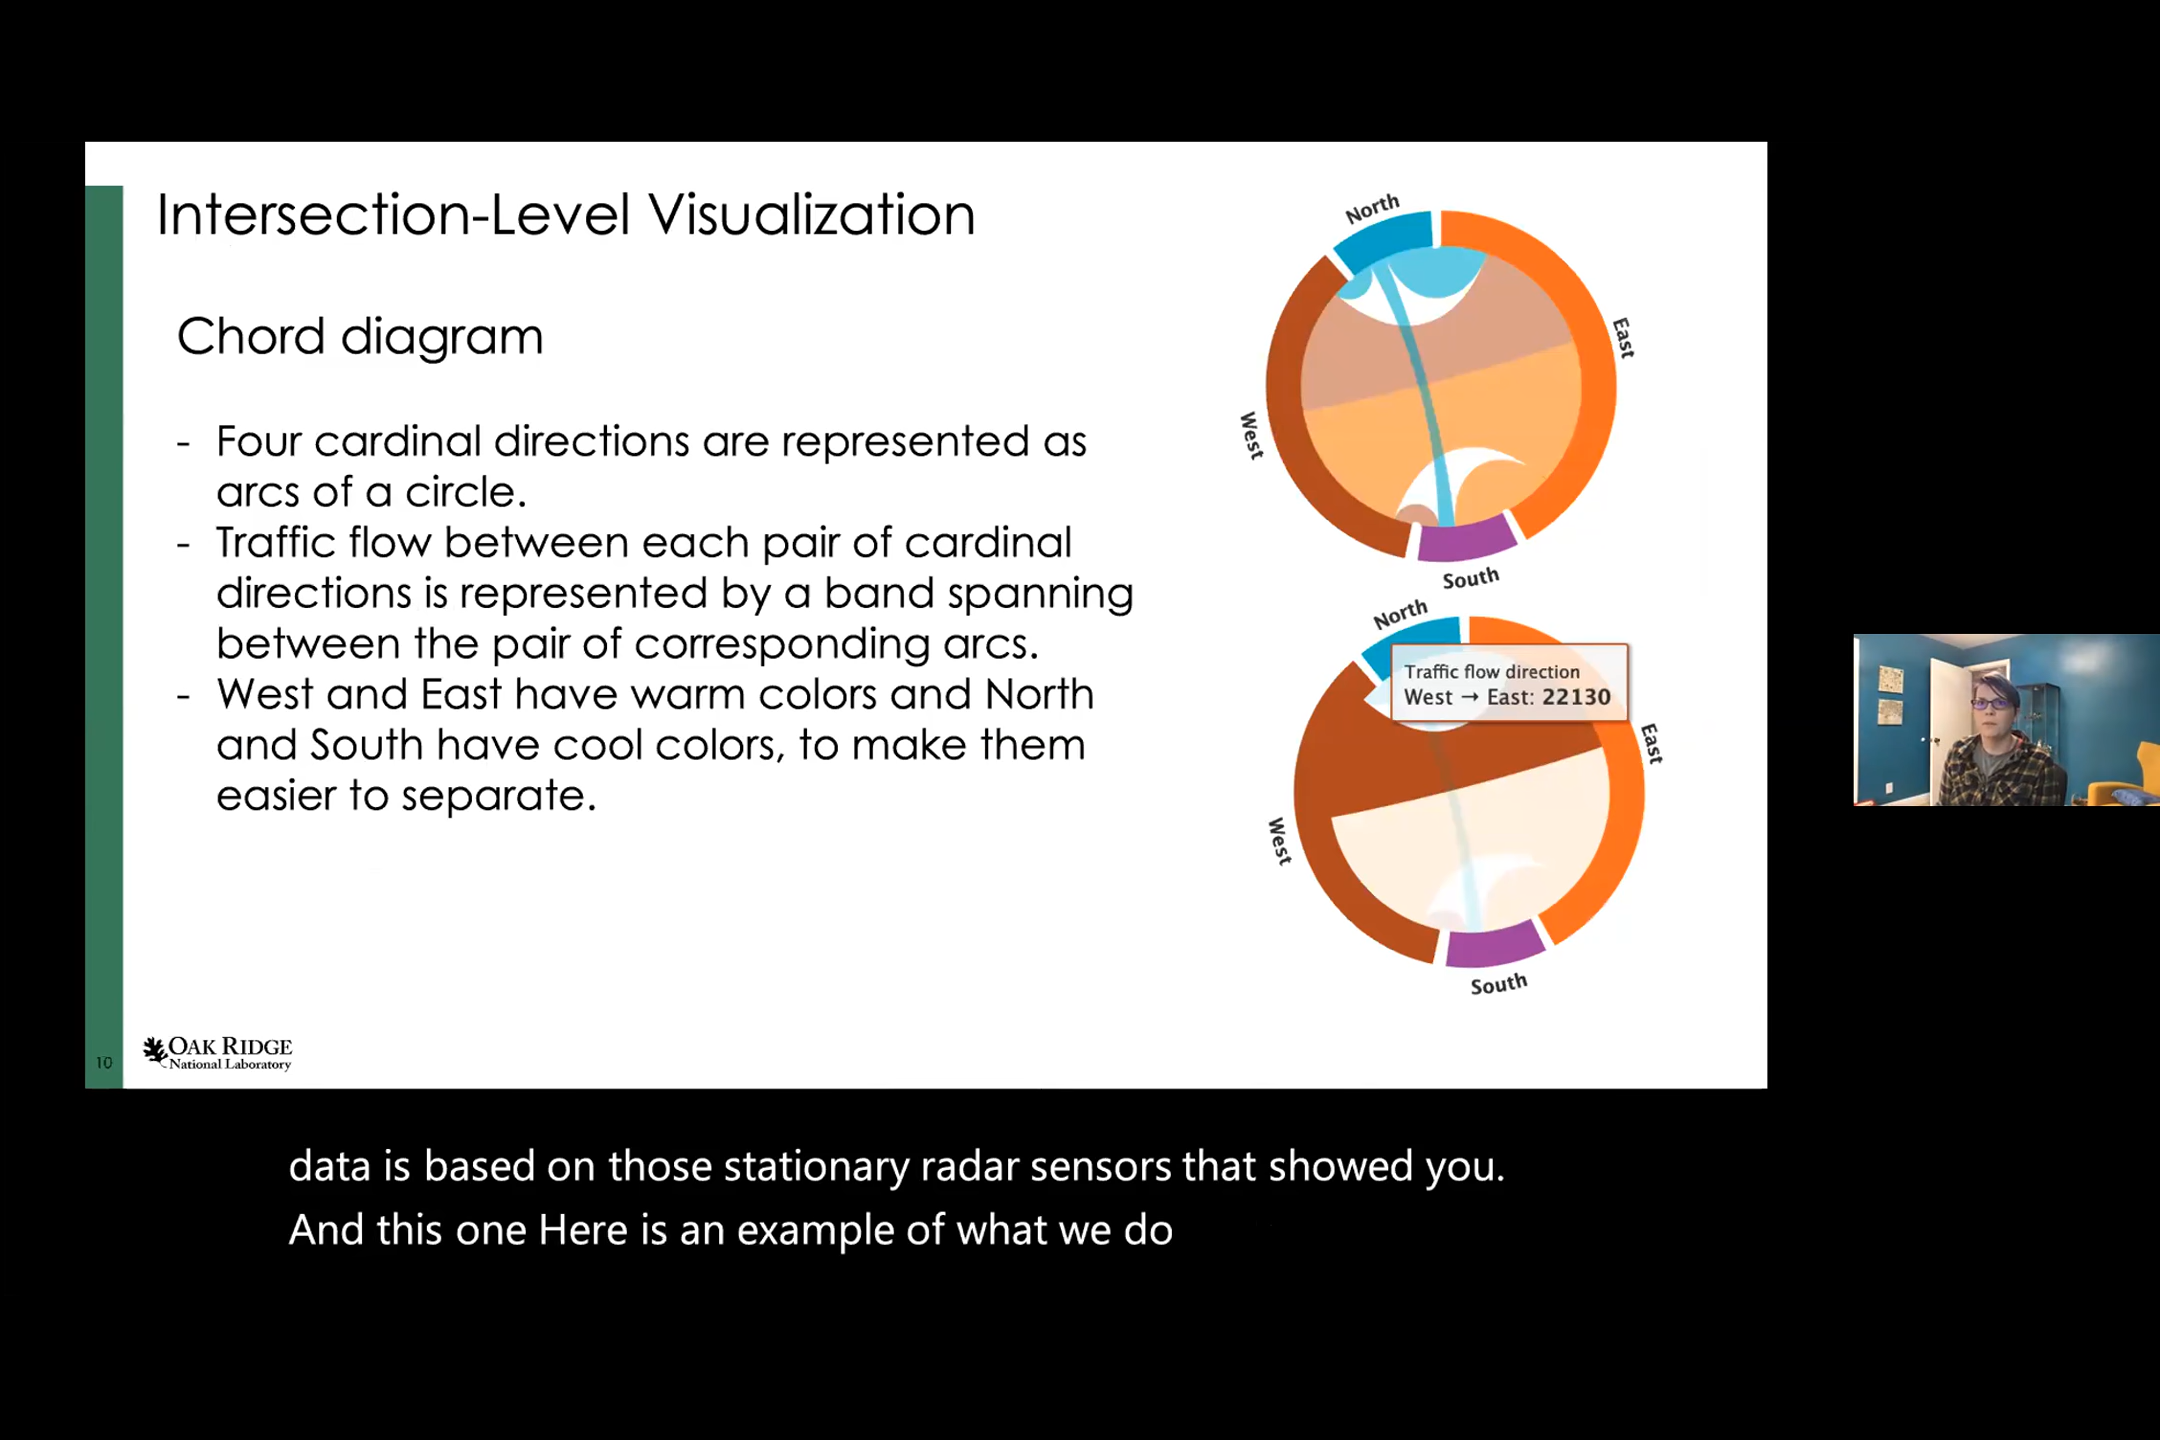 Intersection-Level Visualization
Chord diagram
- Four cardinal directions are represented as
arcs of a circle.
- Traffic flow between each pair of cardinal
directions is represented by a band spanning
between the pair of corresponding arcs.
- West and East have warm colors and North
and South have cool colors, to make them
easier to separate.
North
East
West
South
North
Traffic flow direction
West → East: 22130
East
West
South
10
OAK RIDGE
National Laboratory
data is based on those stationary radar sensors that showed you.
And this one Here is an example of what we do